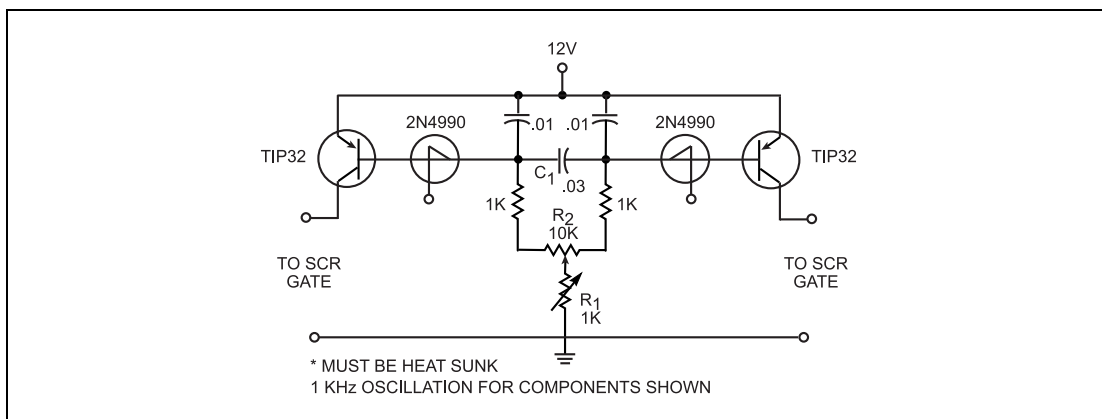 12V
2N4990
.01
.01
2N4990
TIP32
TIP32
C1
.03
1K
1K
R2
10K
TO SCR
GATE
TO SCR
GATE
R1
1K
* MUST BE HEAT SUNK
1 KHz OSCILLATION FOR COMPONENTS SHOWN